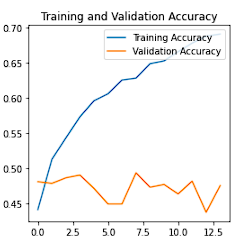 Training and Validation Accuracy
0.70
Training Accuracy
Validation Accuracy
0.65
0.60
0.55
0.50
0.45
0.0 2.5 5.0 7.5 10.0 12.5